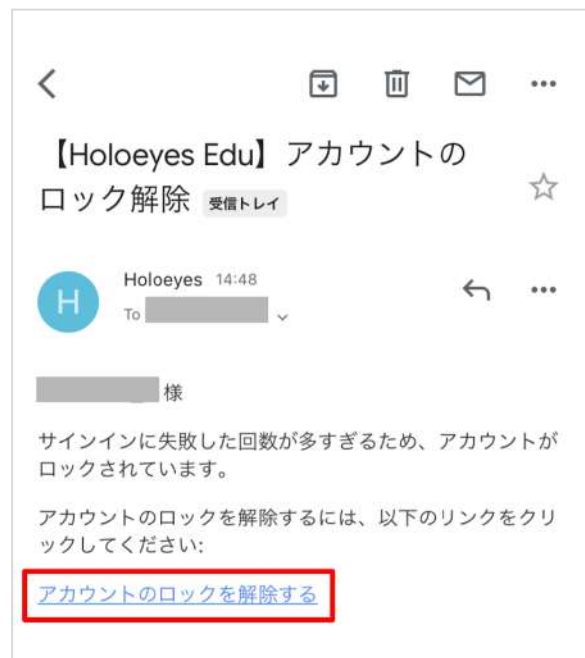 【Holoeyes Edu】アカウントの
ロック解除 受信トレイ
H
Holoeyes 14:48
To
様
サインインに失敗した回数が多すぎるため、アカウントが
ロックされています。
アカウントのロックを解除するには、以下のリンクをクリ
ックしてください:
アカウントのロックを解除する